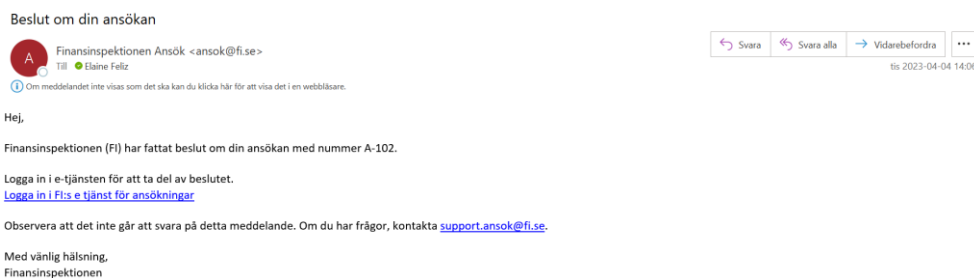 Beslut om din ansökan
A
Finansinspektionen Ansök <ansok@fi.se>
Till Elaine Feliz
Svara
Svara alla
Vidarebefordra
tis 2023-04-04 14:06
Om meddelandet inte visas som det ska kan du klicka här för att visa det i en webbläsare.
Hej,
Finansinspektionen (FI) har fattat beslut om din ansökan med nummer A-102.
Logga in i e-tjänsten för att ta del av beslutet.
Logga in i FI:s e tjänst för ansökningar
Observera att det inte går att svara på detta meddelande. Om du har frågor, kontakta support.ansok@fi.se.
Med vänlig hälsning,
Finansinspektionen